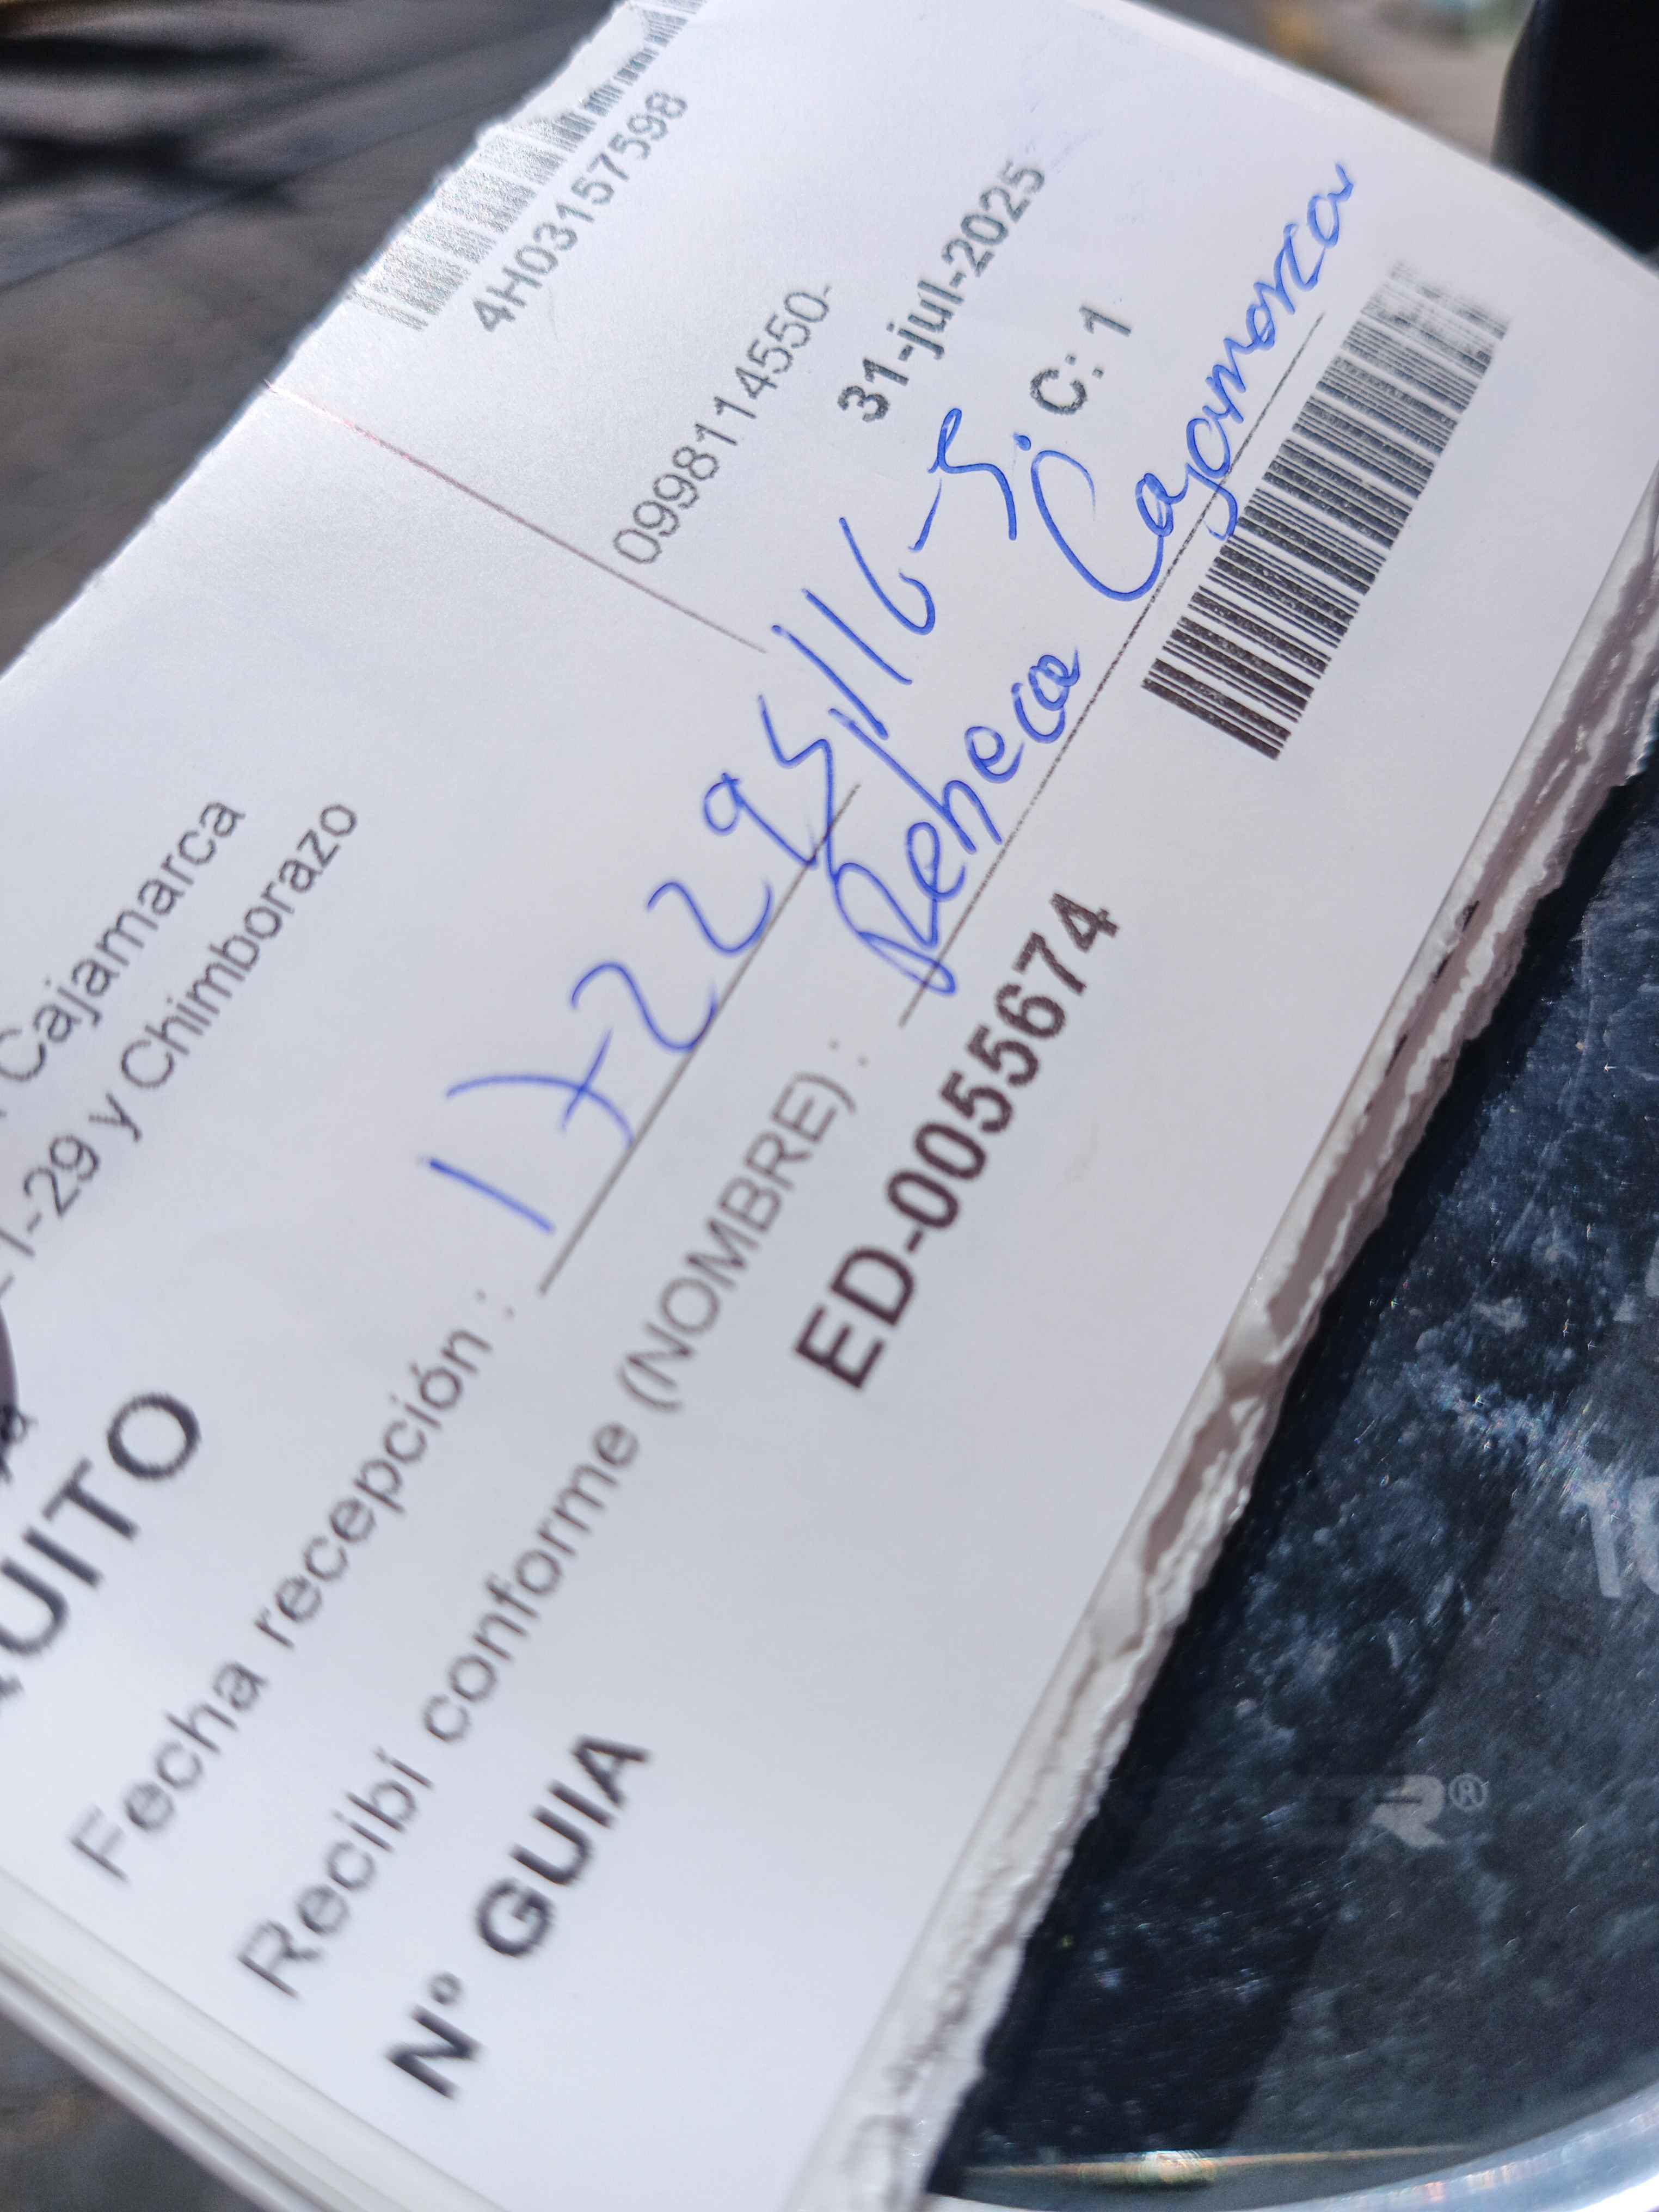 4H03157598
Cajamarca
1-29 y Chimborazo
0998114550-
UITO
31-jul-2025
Fecha recepción :
C: 1
Recibí conforme (NOMBRE) : Rebeca Cajamarca
N° GUIA ED-0055674
R®